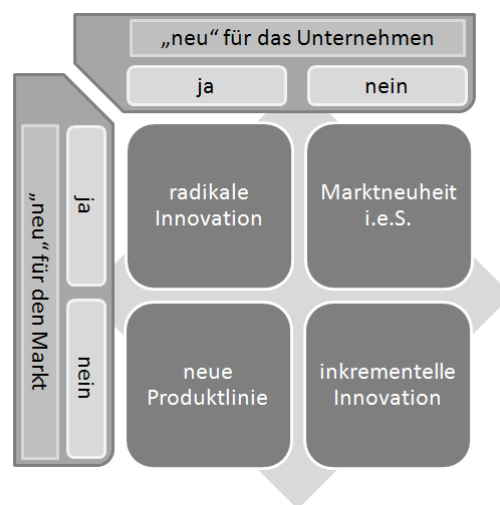 „neu“ für das Unternehmen
ja
nein
„neu“ für den Markt
ja
nein
radikale
Innovation
Marktneuheit
i.e.S.
neue
Produktlinie
inkrementelle
Innovation